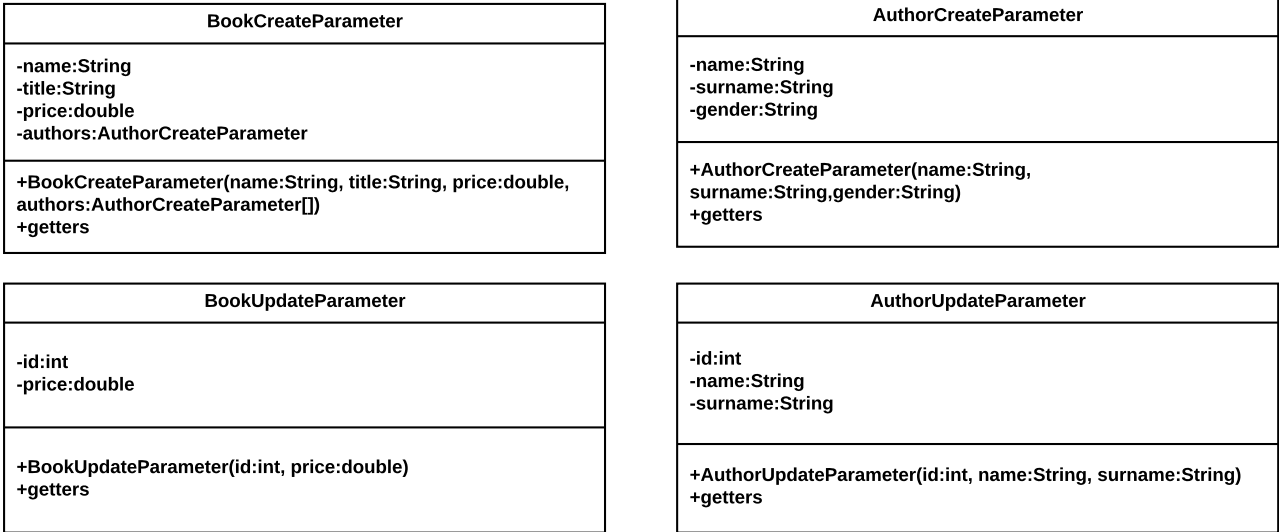 BookCreateParameter
-name:String
-title:String
-price:double
-authors:AuthorCreateParameter
+BookCreateParameter(name:String, title:String, price:double,
authors:AuthorCreateParameter[])
+getters
AuthorCreateParameter
-name:String
-surname:String
-gender:String
+AuthorCreateParameter(name:String,
surname:String,gender:String)
+getters
BookUpdateParameter
-id:int
-price:double
+BookUpdateParameter(id:int, price:double)
+getters
AuthorUpdateParameter
-id:int
-name:String
-surname:String
+AuthorUpdateParameter(id:int, name:String, surname:String)
+getters